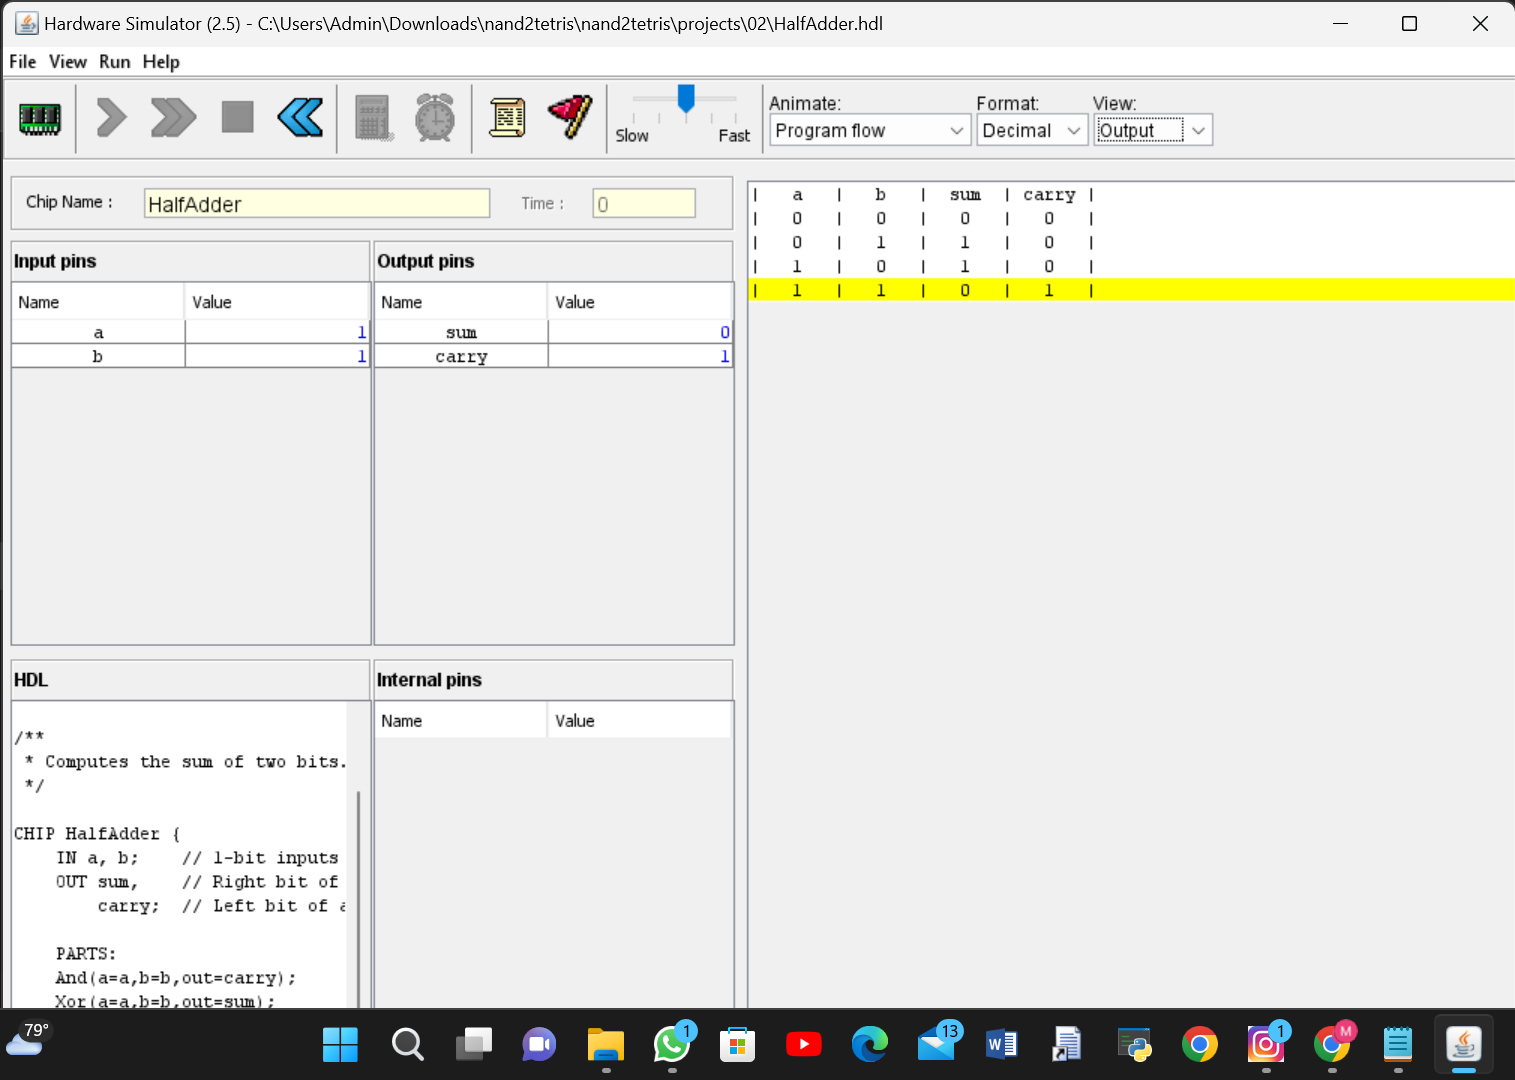 Hardware Simulator (2.5) - C:\Users\Admin\Downloads\nand2tetris\nand2tetris\projects\02\HalfAdder.hdl
File View Run Help
Animate: Format: View:
Slow Fast Program flow Decimal Output
Chip Name : HalfAdder Time : 0
Input pins
Name Value
a 1
b 1
Output pins
Name Value
sum 0
carry 1
| a | b | sum | carry |
| 0 | 0 | 0 | 0 |
| 0 | 1 | 1 | 0 |
| 1 | 0 | 1 | 0 |
| 1 | 1 | 0 | 1 |
HDL
/**
* Computes the sum of two bits.
*/
CHIP HalfAdder {
IN a, b; // 1-bit inputs
OUT sum, // Right bit of
carry; // Left bit of
PARTS:
And(a=a,b=b,out=carry);
Xor(a=a,b=b,out=sum);
Internal pins
Name Value
79°
1
13
W
1
M